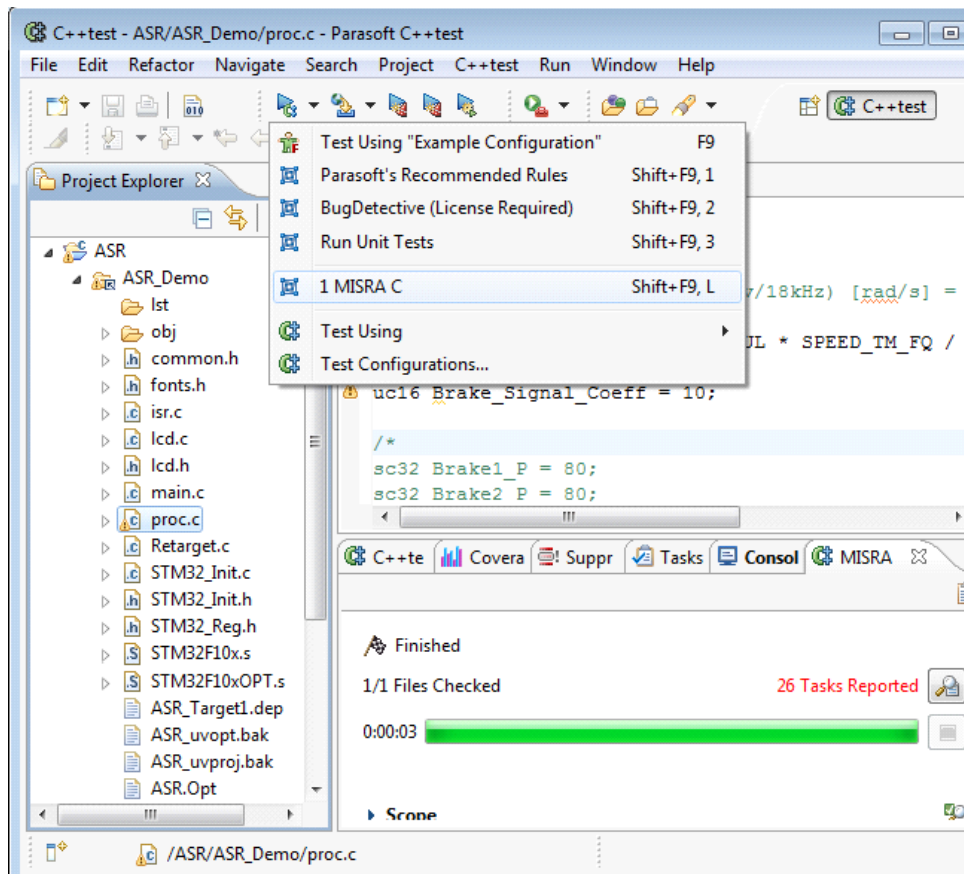 C++test - ASR/ASR_Demo/proc.c - Parasoft C++test
File Edit Refactor Navigate Search Project C++test Run Window Help
010
C++test
Project Explorer
ASR
ASR_Demo
lst
obj
common.h
fonts.h
isr.c
lcd.c
lcd.h
main.c
proc.c
Retarget.c
STM32_Init.c
STM32_Init.h
STM32_Reg.h
STM32F10x.s
STM32F10xOPT.s
ASR_Target1.dep
ASR_uvopt.bak
ASR_uvproj.bak
ASR.Opt
Test Using "Example Configuration" F9
Parasoft's Recommended Rules Shift+F9, 1
BugDetective (License Required) Shift+F9, 2
Run Unit Tests Shift+F9, 3
1 MISRA C Shift+F9, L
Test Using
Test Configurations...
/18kHz) [rad/s] =
UL * SPEED_TM_FQ /
uc16 Brake_Signal_Coeff = 10;
/*
sc32 Brake1_P = 80;
sc32 Brake2_P = 80;
C++te Covera Suppr Tasks Consol MISRA
Finished
1/1 Files Checked 26 Tasks Reported
0:00:03
Scope
/ASR/ASR_Demo/proc.c